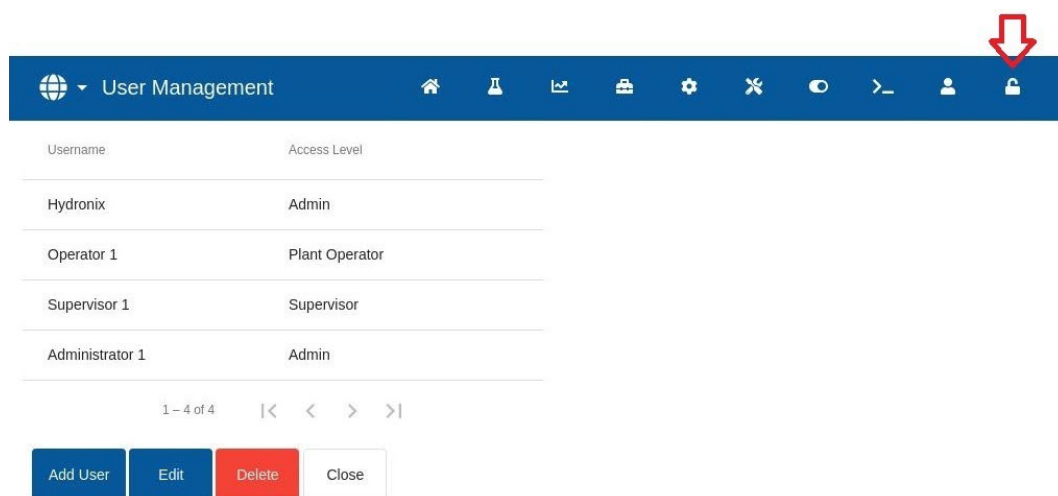 User Management
Username Access Level
Hydronix Admin
Operator 1 Plant Operator
Supervisor 1 Supervisor
Administrator 1 Admin
1 – 4 of 4
Add User Edit Delete Close